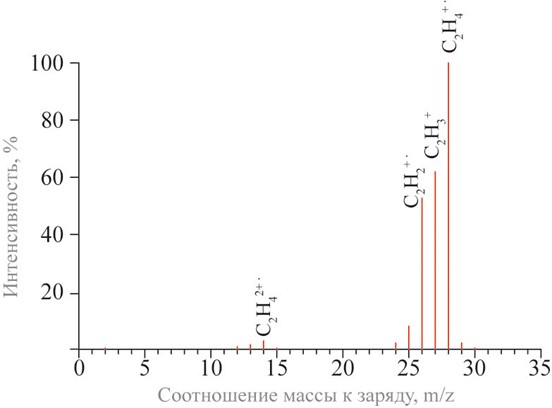 Интенсивность, %
100
80
60
40
20
C₂H₄²⁺·
C₂H₂⁺·
C₂H₃⁺
C₂H₄⁺·
0 5 10 15 20 25 30 35
Соотношение массы к заряду, m/z